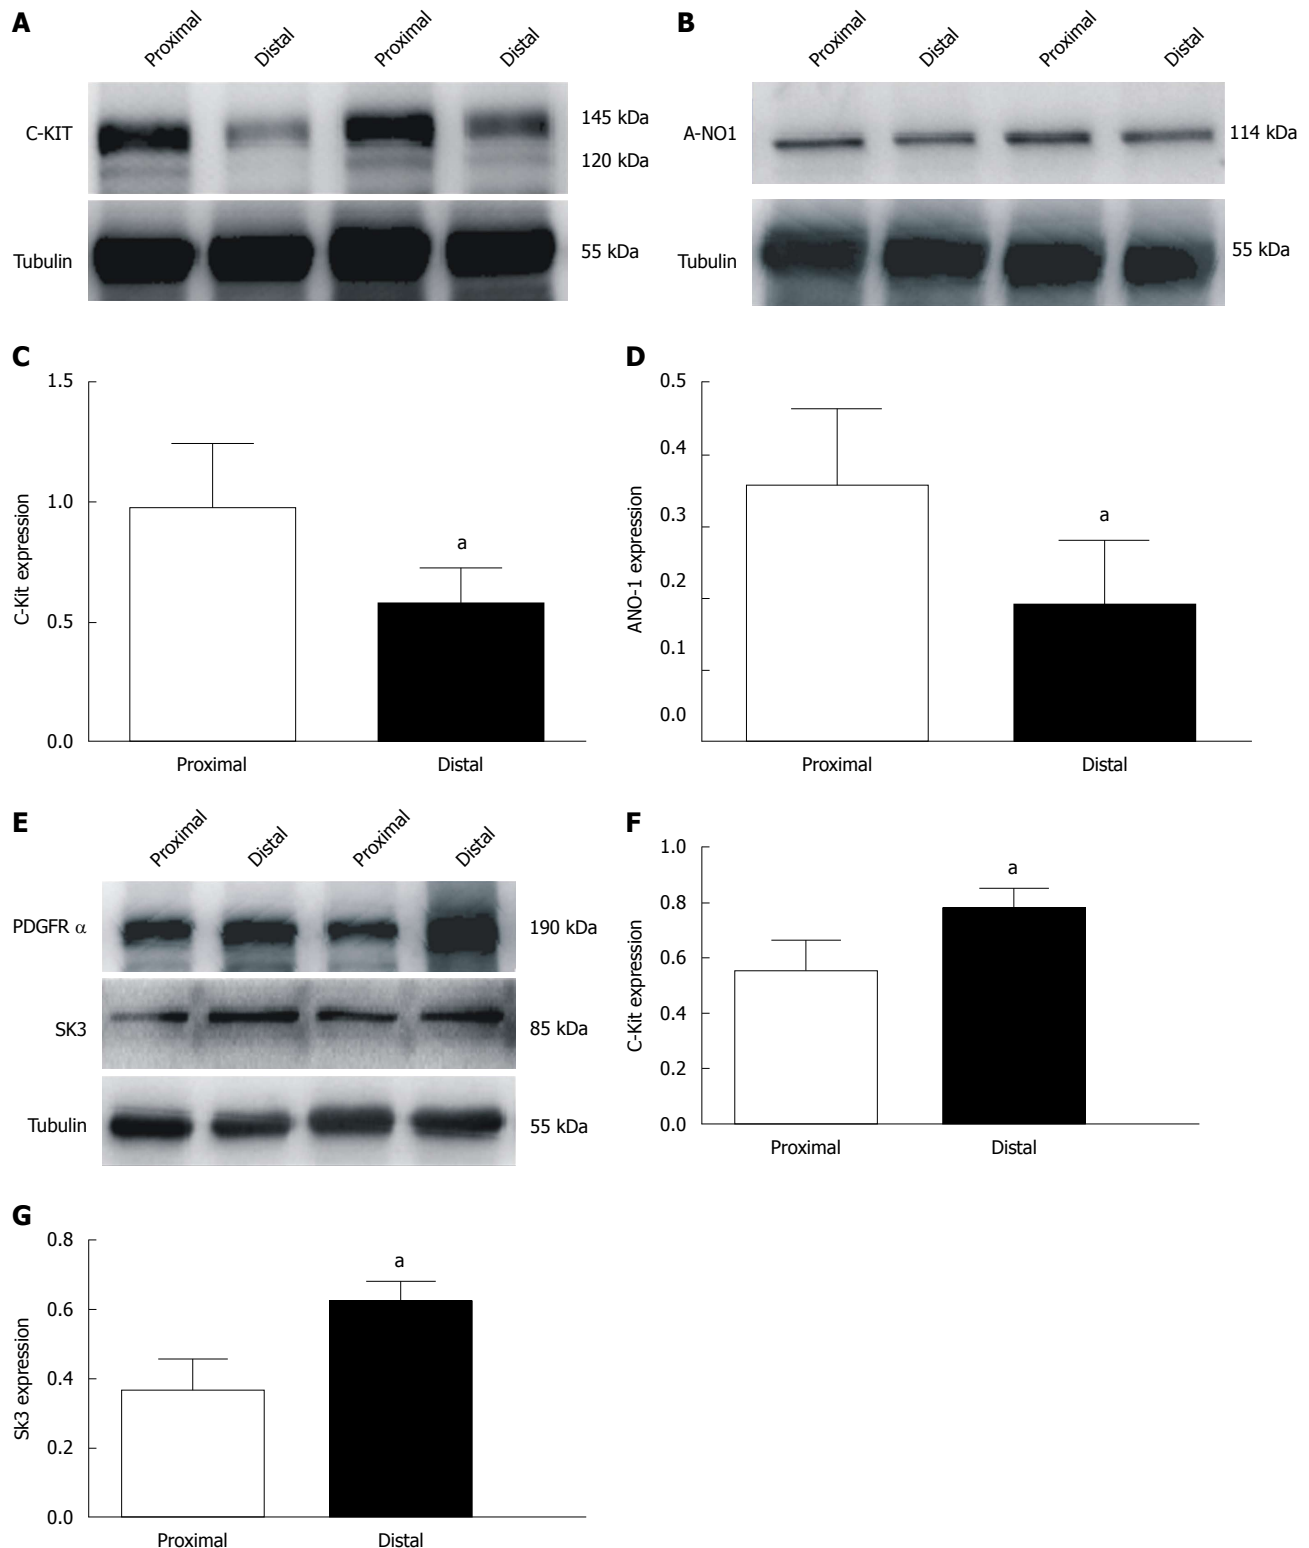 A
Proximal
Distal
Proximal
Distal
C-KIT
145 kDa
120 kDa
Tubulin
55 kDa
B
Proximal
Distal
Proximal
Distal
A-NO1
114 kDa
Tubulin
55 kDa
C
1.5
1.0
0.5
0.0
C-Kit expression
a
Proximal
Distal
D
0.5
0.4
0.3
0.2
0.1
0.0
ANO-1 expression
a
Proximal
Distal
E
Proximal
Distal
Proximal
Distal
PDGFR α
190 kDa
SK3
85 kDa
Tubulin
55 kDa
F
1.0
0.8
0.6
0.4
0.2
0.0
C-Kit expression
a
Proximal
Distal
G
0.8
0.6
0.4
0.2
0.0
Sk3 expression
a
Proximal
Distal